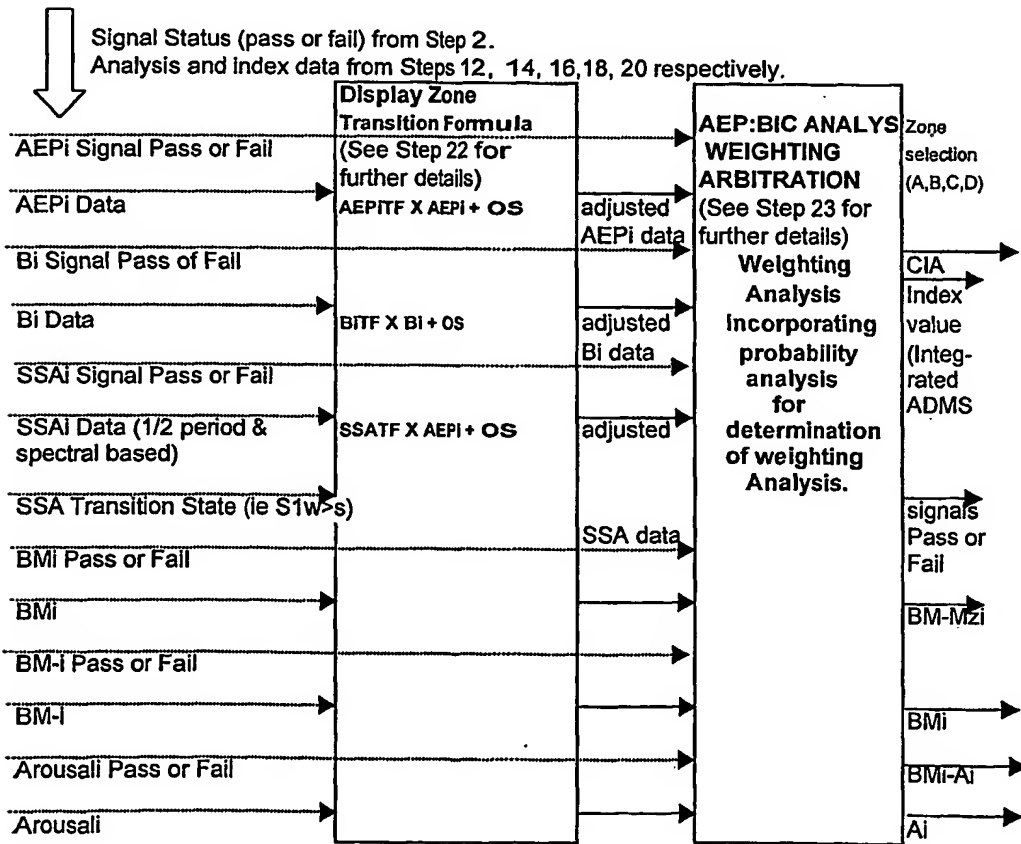 Signal Status (pass or fail) from Step 2.
Analysis and index data from Steps 12, 14, 16,18, 20 respectively.
AEPi Signal Pass or Fail
AEPi Data
Bi Signal Pass of Fail
Bi Data
SSAi Signal Pass or Fail
SSAi Data (1/2 period &
spectral based)
SSA Transition State (ie S1w>s)
BMi Pass or Fail
BMi
BM-i Pass or Fail
BM-i
Arousali Pass or Fail
Arousali
Display Zone
Transition Formula
(See Step 22 for
further details)
AEPiTF X AEPi + OS
BiTF X Bi + OS
SSATF X AEPi + OS
adjusted
AEPi data
adjusted
Bi data
adjusted
SSA data
AEP:BIC ANALYS
WEIGHTING
ARBITRATION
(See Step 23 for
further details)
Weighting
Analysis
Incorporating
probability
analysis
for
determination
of weighting
Analysis.
Zone
selection
(A,B,C,D)
CIA
Index
value
(Integ-
rated
ADMS
signals
Pass or
Fail
BM-Mzi
BMi
BMi-Ai
Ai